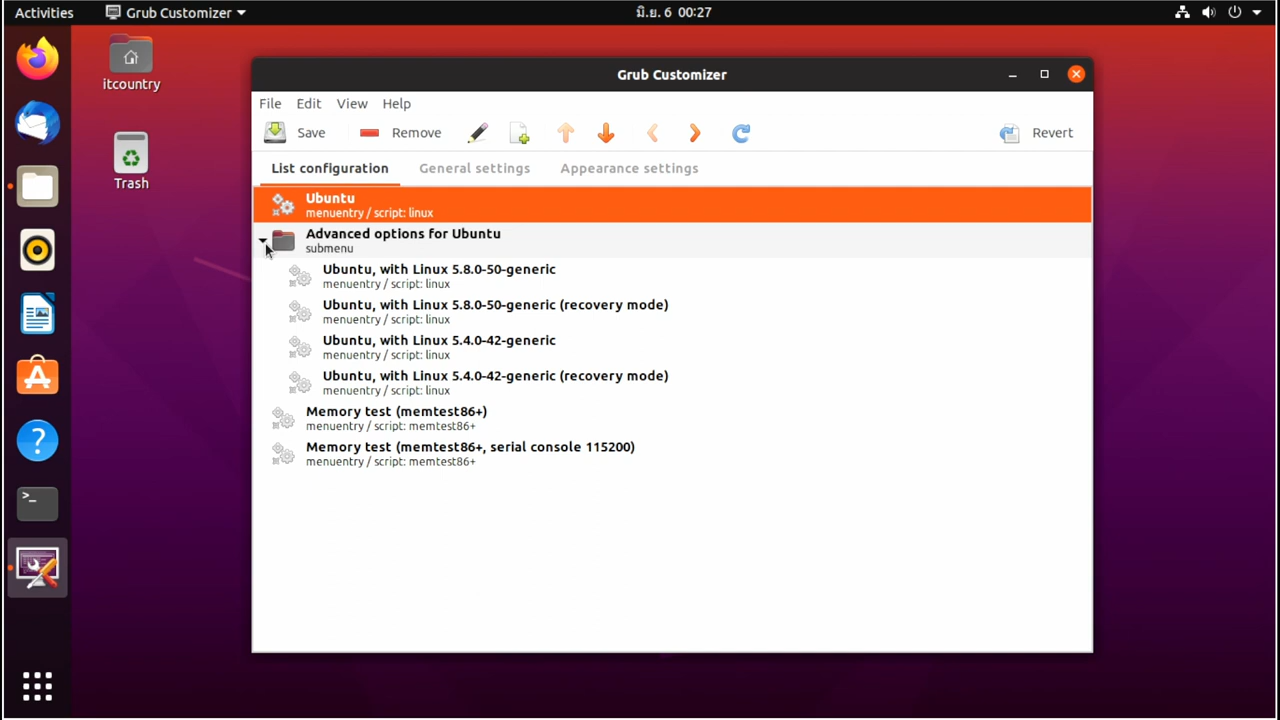 Activities
Grub Customizer
มิ.ย. 6 00:27
itcountry
Trash
Grub Customizer
File Edit View Help
Save Remove Revert
List configuration General settings Appearance settings
Ubuntu
menuentry / script: linux
Advanced options for Ubuntu
submenu
Ubuntu, with Linux 5.8.0-50-generic
menuentry / script: linux
Ubuntu, with Linux 5.8.0-50-generic (recovery mode)
menuentry / script: linux
Ubuntu, with Linux 5.4.0-42-generic
menuentry / script: linux
Ubuntu, with Linux 5.4.0-42-generic (recovery mode)
menuentry / script: linux
Memory test (memtest86+)
menuentry / script: memtest86+
Memory test (memtest86+, serial console 115200)
menuentry / script: memtest86+